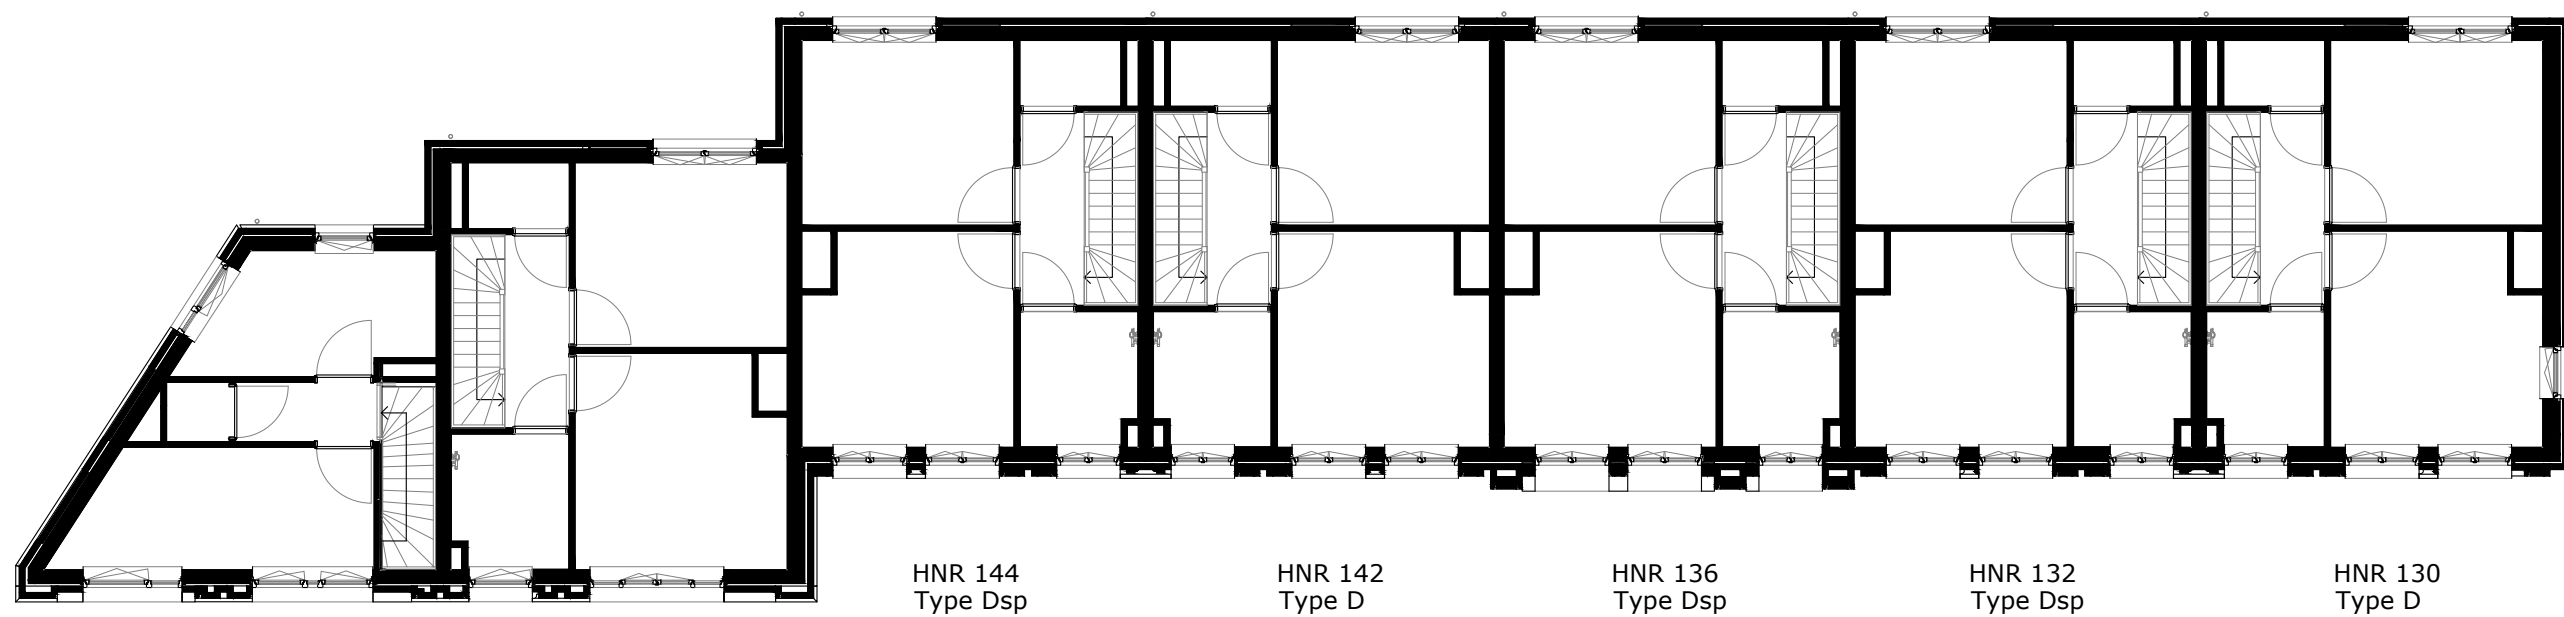 HNR 144
Type Dsp
HNR 142
Type D
HNR 136
Type Dsp
HNR 132
Type Dsp
HNR 130
Type D